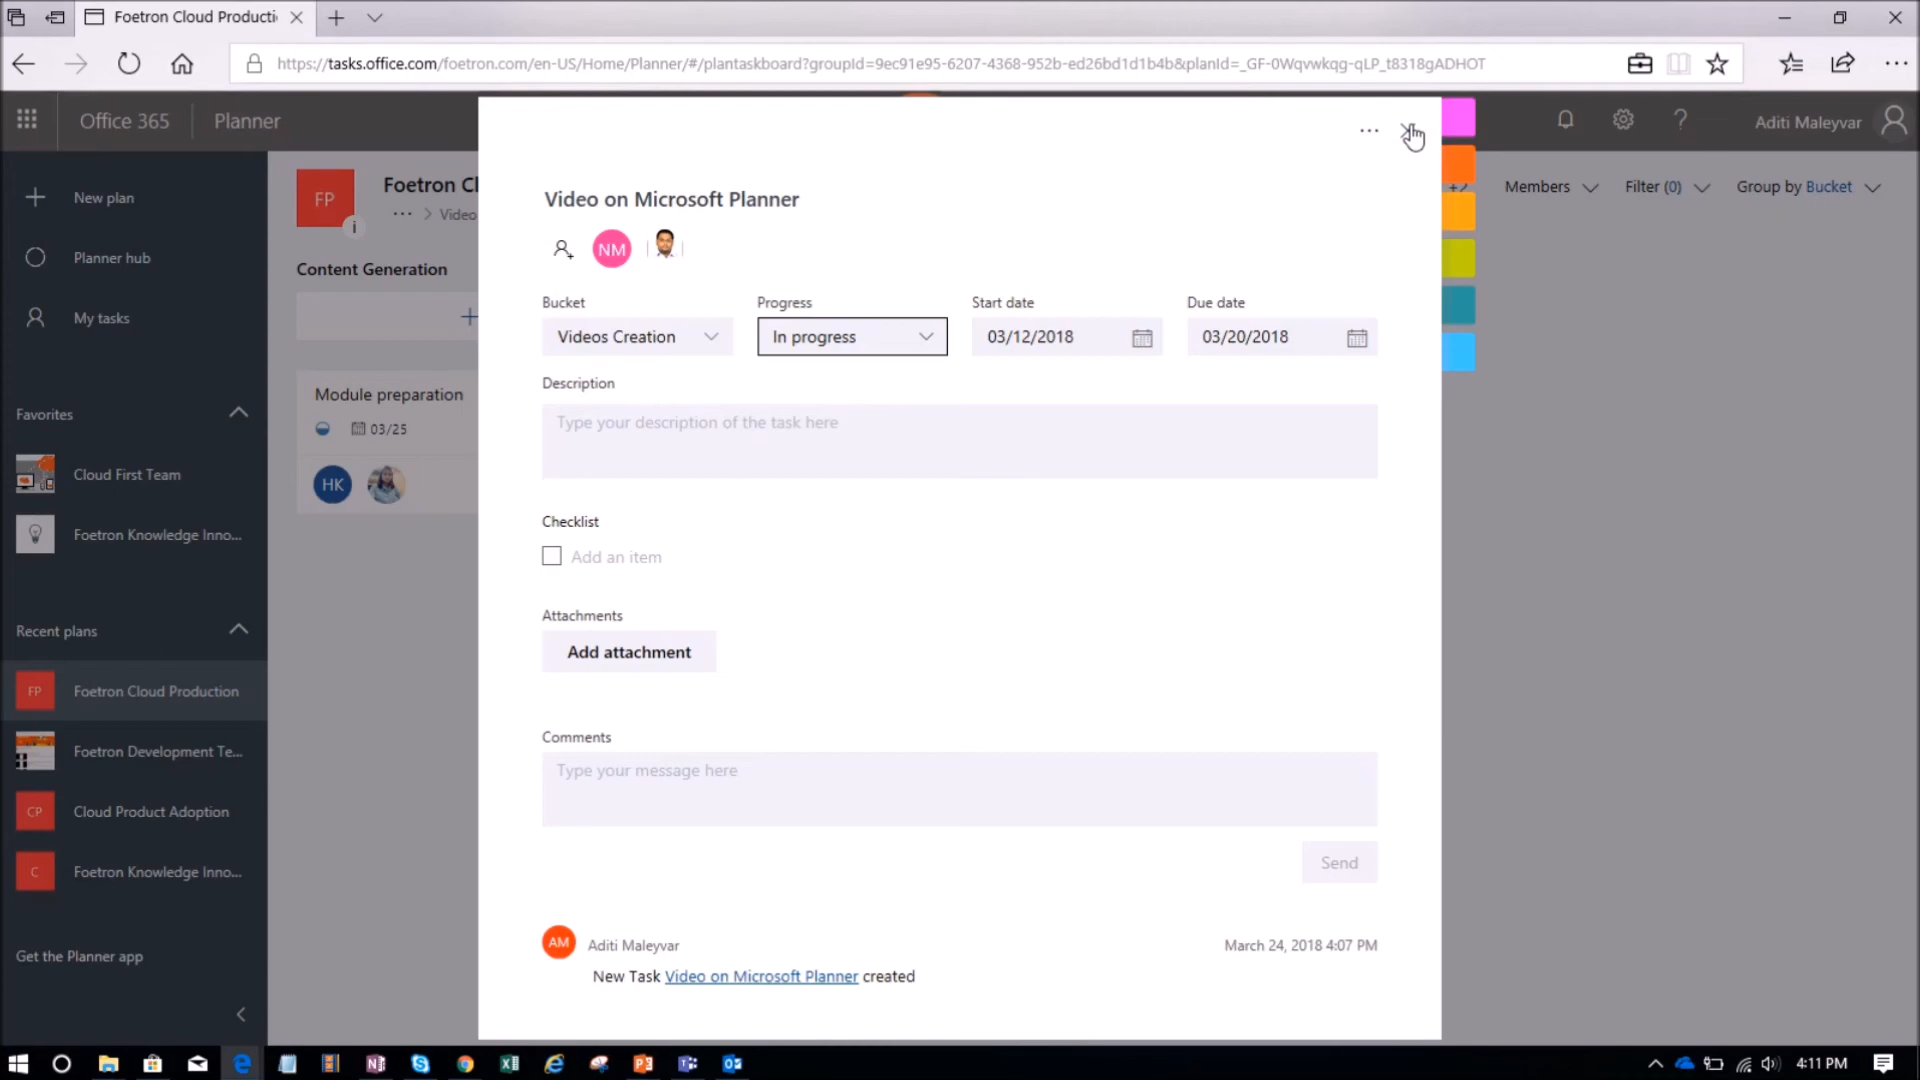 Foetron Cloud Producti
https://tasks.office.com/foetron.com/en-US/Home/Planner/#/plantaskboard?groupId=9ec91e95-6207-4368-952b-ed26bd1d1b4b&planId=_GF-0Wqvwkqg-qLP_t8318gADHOT
Office 365
Planner
?
Aditi Maleyvar
New plan
Planner hub
My tasks
Favorites
Cloud First Team
Foetron Knowledge Inno...
Recent plans
FP
Foetron Cloud Production
Foetron Development Te...
CP
Cloud Product Adoption
C
Foetron Knowledge Inno...
Get the Planner app
FP
Foetron Cl
i
... > Video
Content Generation
Module preparation
03/25
HK
+2
Members
Filter (0)
Group by Bucket
Video on Microsoft Planner
NM
Bucket
Progress
Start date
Due date
Videos Creation
In progress
03/12/2018
03/20/2018
Description
Type your description of the task here
Checklist
Add an item
Attachments
Add attachment
Comments
Type your message here
Send
AM
Aditi Maleyvar
March 24, 2018 4:07 PM
New Task Video on Microsoft Planner created
4:11 PM